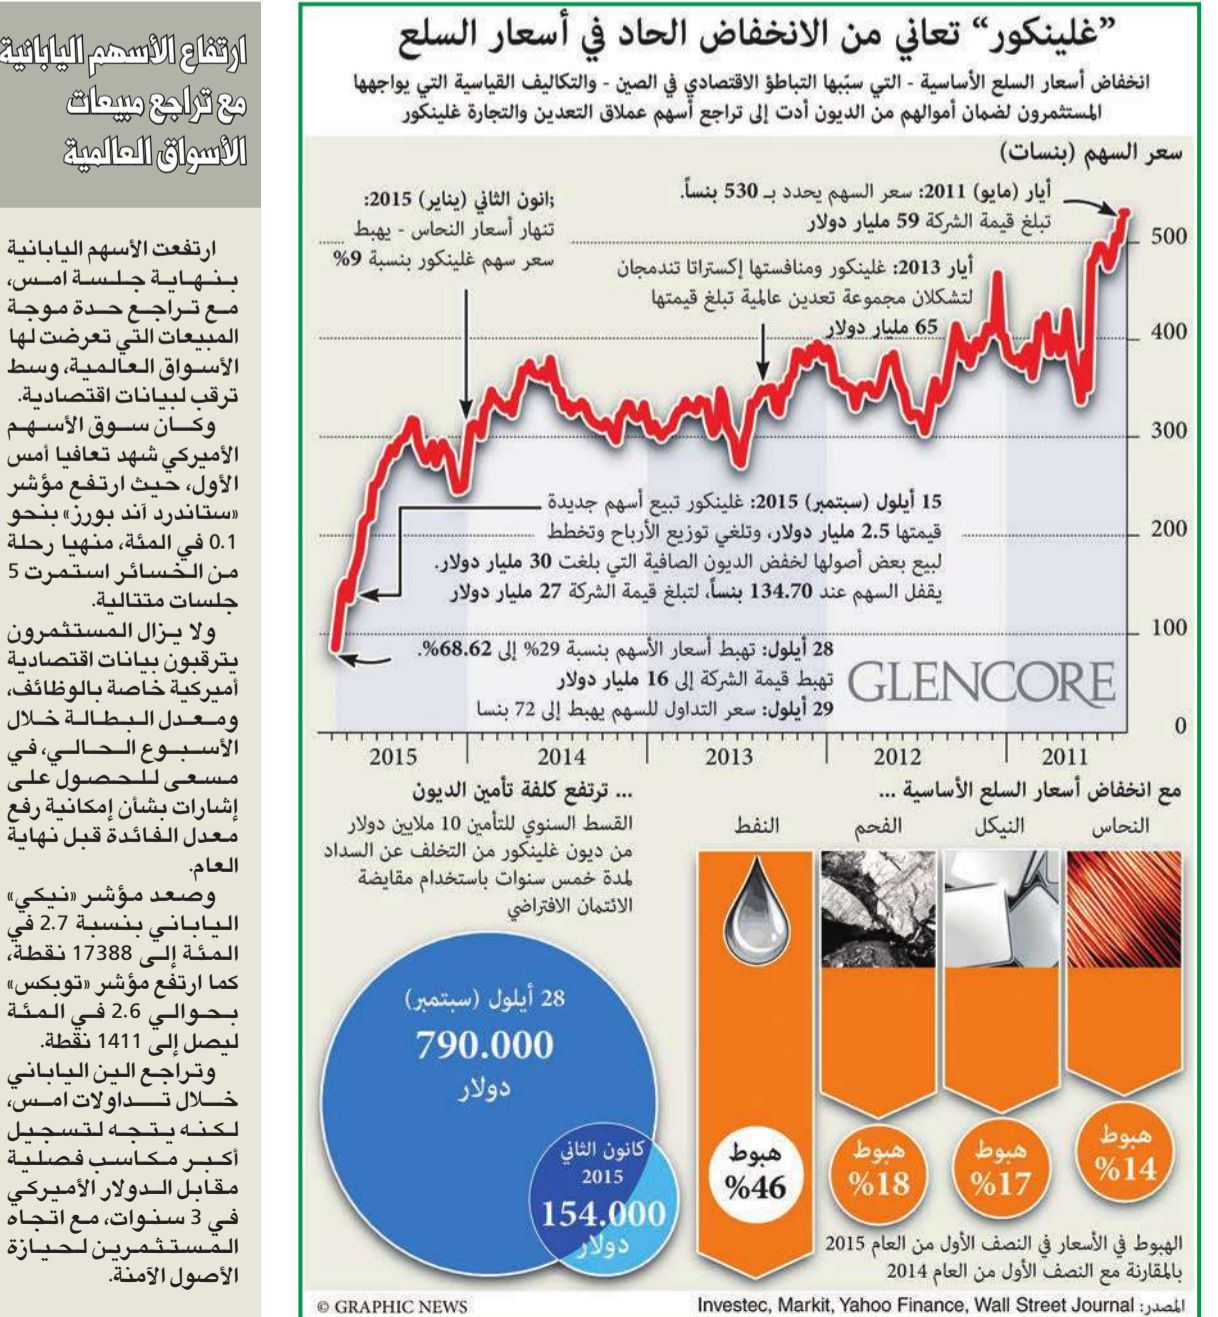 ”غلينكور“ تعاني من الانخفاض الحاد في أسعار السلع
انخفاض أسعار السلع الأساسية - التي سبّبها التباطؤ الاقتصادي في الصين - والتكاليف القياسية التي يواجهها
المستثمرون لضمان أموالهم من الديون أدت إلى تراجع أسهم عملاق التعدين والتجارة غلينكور
سعر السهم (بنسات)
أيار (مايو) 2011: سعر السهم يحدد بـ 530 بنساً.
تبلغ قيمة الشركة 59 مليار دولار
أيار 2013: غلينكور ومنافستها إكستراتا تندمجان
لتشكلان مجموعة تعدين عالمية تبلغ قيمتها
65 مليار دولار
انون الثاني (يناير) 2015:
تنهار أسعار النحاس - يهبط
سعر سهم غلينكور بنسبة 9%
500
400
300
200
100
0
15 أيلول (سبتمبر) 2015: غلينكور تبيع أسهم جديدة
قيمتها 2.5 مليار دولار، وتلغي توزيع الأرباح وتخطط
لبيع بعض أصولها لخفض الديون الصافية التي بلغت 30 مليار دولار.
يقفل السهم عند 134.70 بنساً، لتبلغ قيمة الشركة 27 مليار دولار
28 أيلول: تهبط أسعار الأسهم بنسبة 29% إلى 68.62%.
تهبط قيمة الشركة إلى 16 مليار دولار
29 أيلول: سعر التداول للسهم يهبط إلى 72 بنسا
GLENCORE
2011
2012
2013
2014
2015
مع انخفاض أسعار السلع الأساسية ...
النحاس
النيكل
الفحم
النفط
هبوط
%14
هبوط
%17
هبوط
%18
هبوط
%46
الهبوط في الأسعار في النصف الأول من العام 2015
بالمقارنة مع النصف الأول من العام 2014
... ترتفع كلفة تأمين الديون
القسط السنوي للتأمين 10 ملايين دولار
من ديون غلينكور من التخلف عن السداد
لمدة خمس سنوات باستخدام مقايضة
الائتمان الافتراضي
28 أيلول (سبتمبر)
790.000
دولار
كانون الثاني
2015
154.000
دولار
المصدر: Investec, Markit, Yahoo Finance, Wall Street Journal
© GRAPHIC NEWS
ارتفاع الأسهم اليابانية
مع تراجع مبيعات
الأسواق العالمية
ارتفعت الأسهم اليابانية
بنهاية جلسة امس،
مع تراجع حدة موجة
المبيعات التي تعرضت لها
الأسواق العالمية، وسط
ترقب لبيانات اقتصادية.
وكان سوق الأسهم
الأميركي شهد تعافيا أمس
الأول، حيث ارتفع مؤشر
«ستاندرد آند بورز» بنحو
0.1 في المئة، منهيا رحلة
من الخسائر استمرت 5
جلسات متتالية.
ولا يزال المستثمرون
يترقبون بيانات اقتصادية
أميركية خاصة بالوظائف،
ومعدل البطالة خلال
الأسبوع الحالي، في
مسعى للحصول على
إشارات بشأن إمكانية رفع
معدل الفائدة قبل نهاية
العام.
وصعد مؤشر «نيكي»
الياباني بنسبة 2.7 في
المئة إلى 17388 نقطة،
كما ارتفع مؤشر «توبكس»
بحوالي 2.6 في المئة
ليصل إلى 1411 نقطة.
وتراجع الين الياباني
خلال تداولات امس،
لكنه يتجه لتسجيل
أكبر مكاسب فصلية
مقابل الدولار الأميركي
في 3 سنوات، مع اتجاه
المستثمرين لحيازة
الأصول الآمنة.